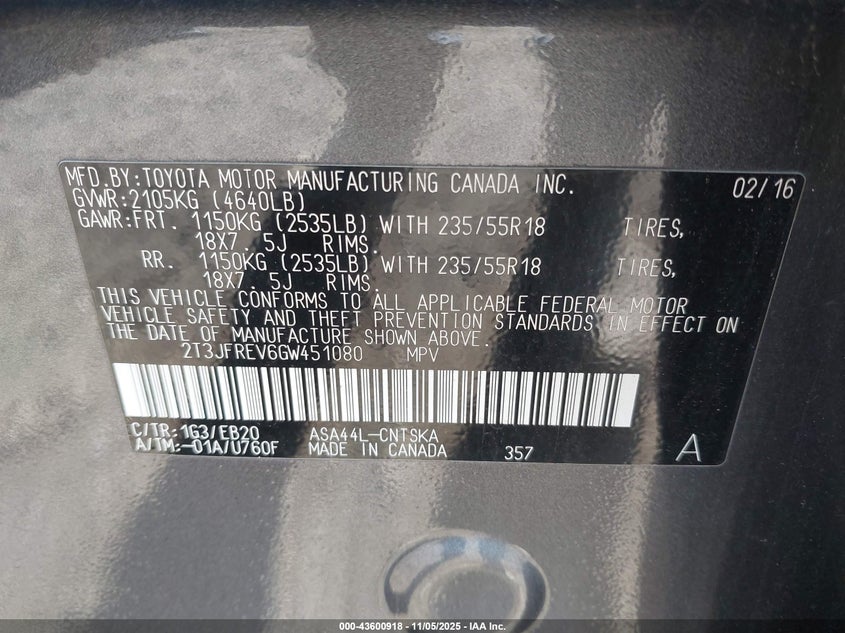 MFD.BY:TOYOTA MOTOR MANUFACTURING CANADA INC. 02/16
GVWR:2105KG (4640LB)
GAWR:FRT. 1150KG (2535LB) WITH 235/55R18 TIRES,
18X7. 5J RIMS.
RR. 1150KG (2535LB) WITH 235/55R18 TIRES,
18X7. 5J RIMS.
THIS VEHICLE CONFORMS TO ALL APPLICABLE FEDERAL MOTOR
VEHICLE SAFETY AND THEFT PREVENTION STANDARDS IN EFFECT ON
THE DATE OF MANUFACTURE SHOWN ABOVE.
2T3JFREV6GW451080 MPV
C/TR:1G3/EB20 ASA44L-CNTSKA
A/TM:-01A/U760F MADE IN CANADA 357 A
000-43600918 - 11/05/2025 - IAA Inc.